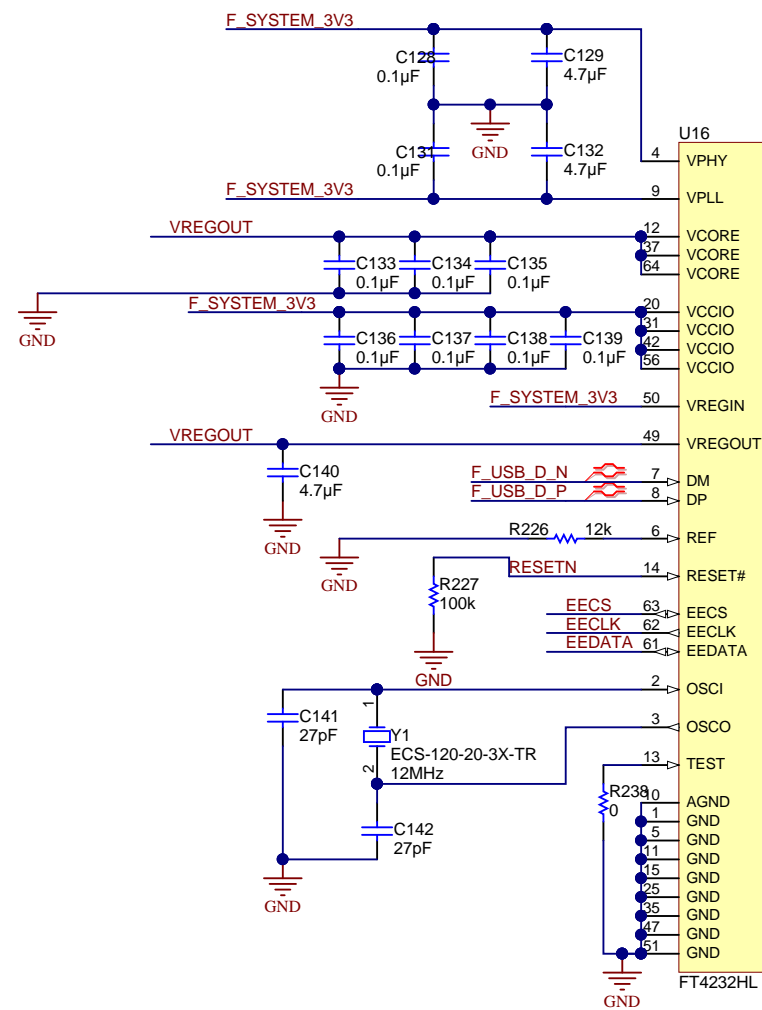 F_SYSTEM_3V3
C128
0.1µF
C129
4.7µF
GND
C131
0.1µF
C132
4.7µF
F_SYSTEM_3V3
VREGOUT
C133
0.1µF
C134
0.1µF
C135
0.1µF
GND
F_SYSTEM_3V3
C136
0.1µF
C137
0.1µF
C138
0.1µF
C139
0.1µF
GND
F_SYSTEM_3V3
VREGOUT
C140
4.7µF
GND
F_USB_D_N
F_USB_D_P
R226 12k
GND
RESETN
R227
100k
GND
EECS
EECLK
EEDATA
C141
27pF
1
Y1
ECS-120-20-3X-TR
12MHz
2
C142
27pF
GND
R238
0
GND
U16
4 VPHY
9 VPLL
12 VCORE
37 VCORE
64 VCORE
20 VCCIO
31 VCCIO
42 VCCIO
56 VCCIO
50 VREGIN
49 VREGOUT
7 DM
8 DP
6 REF
14 RESET#
63 EECS
62 EECLK
61 EEDATA
2 OSCI
3 OSCO
13 TEST
10 AGND
1 GND
5 GND
11 GND
15 GND
25 GND
35 GND
47 GND
51 GND
FT4232HL